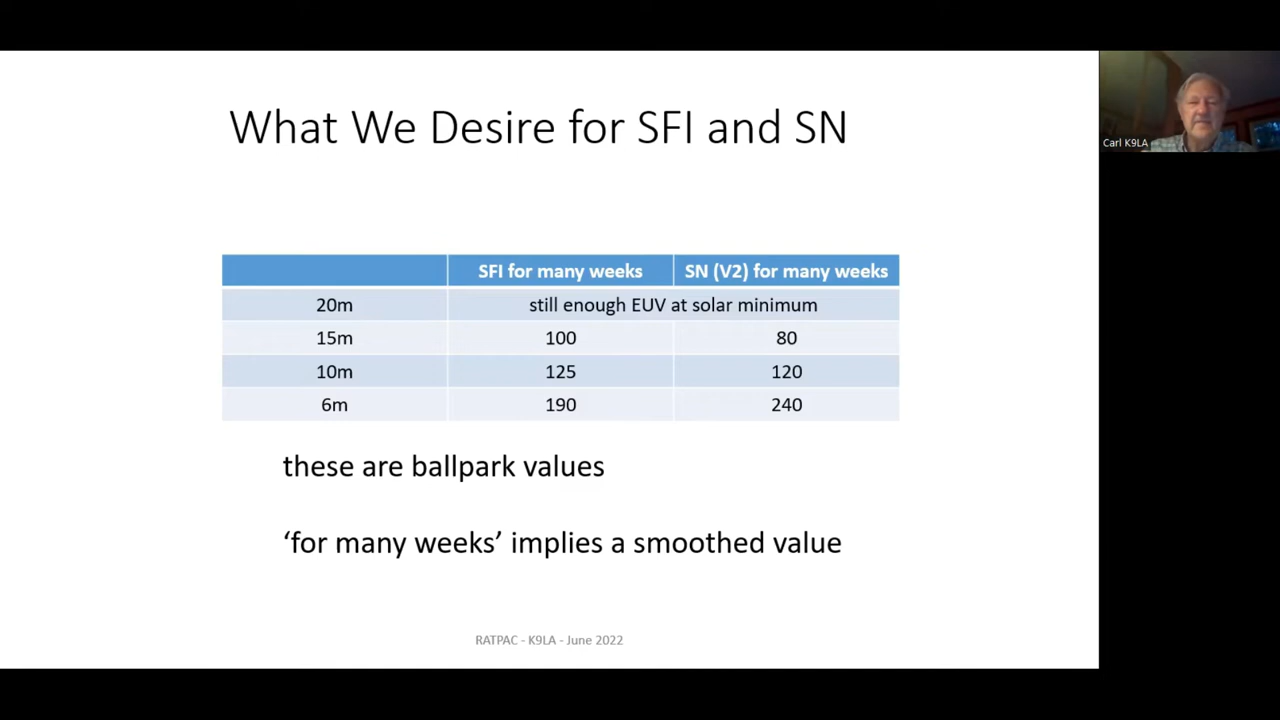 What We Desire for SFI and SN
Carl K9LA
SFI for many weeks SN (V2) for many weeks
20m still enough EUV at solar minimum
15m 100 80
10m 125 120
6m 190 240
these are ballpark values
‘for many weeks’ implies a smoothed value
RATPAC - K9LA - June 2022